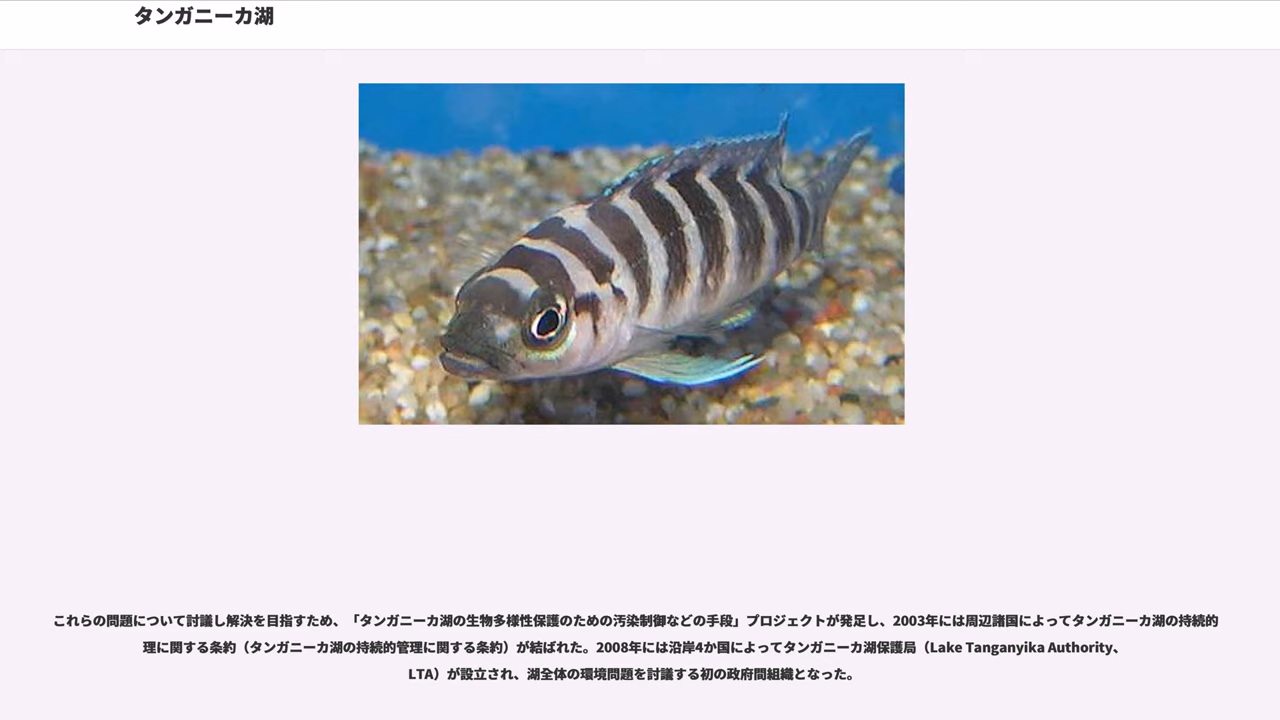 タンガニーカ湖
これらの問題について討議し解決を目指すため、「タンガニーカ湖の生物多様性保護のための汚染制御などの手段」プロジェクトが発足し、2003年には周辺諸国によってタンガニーカ湖の持続的
理に関する条約（タンガニーカ湖の持続的管理に関する条約）が結ばれた。2008年には沿岸4か国によってタンガニーカ湖保護局（Lake Tanganyika Authority、
LTA）が設立され、湖全体の環境問題を討議する初の政府間組織となった。